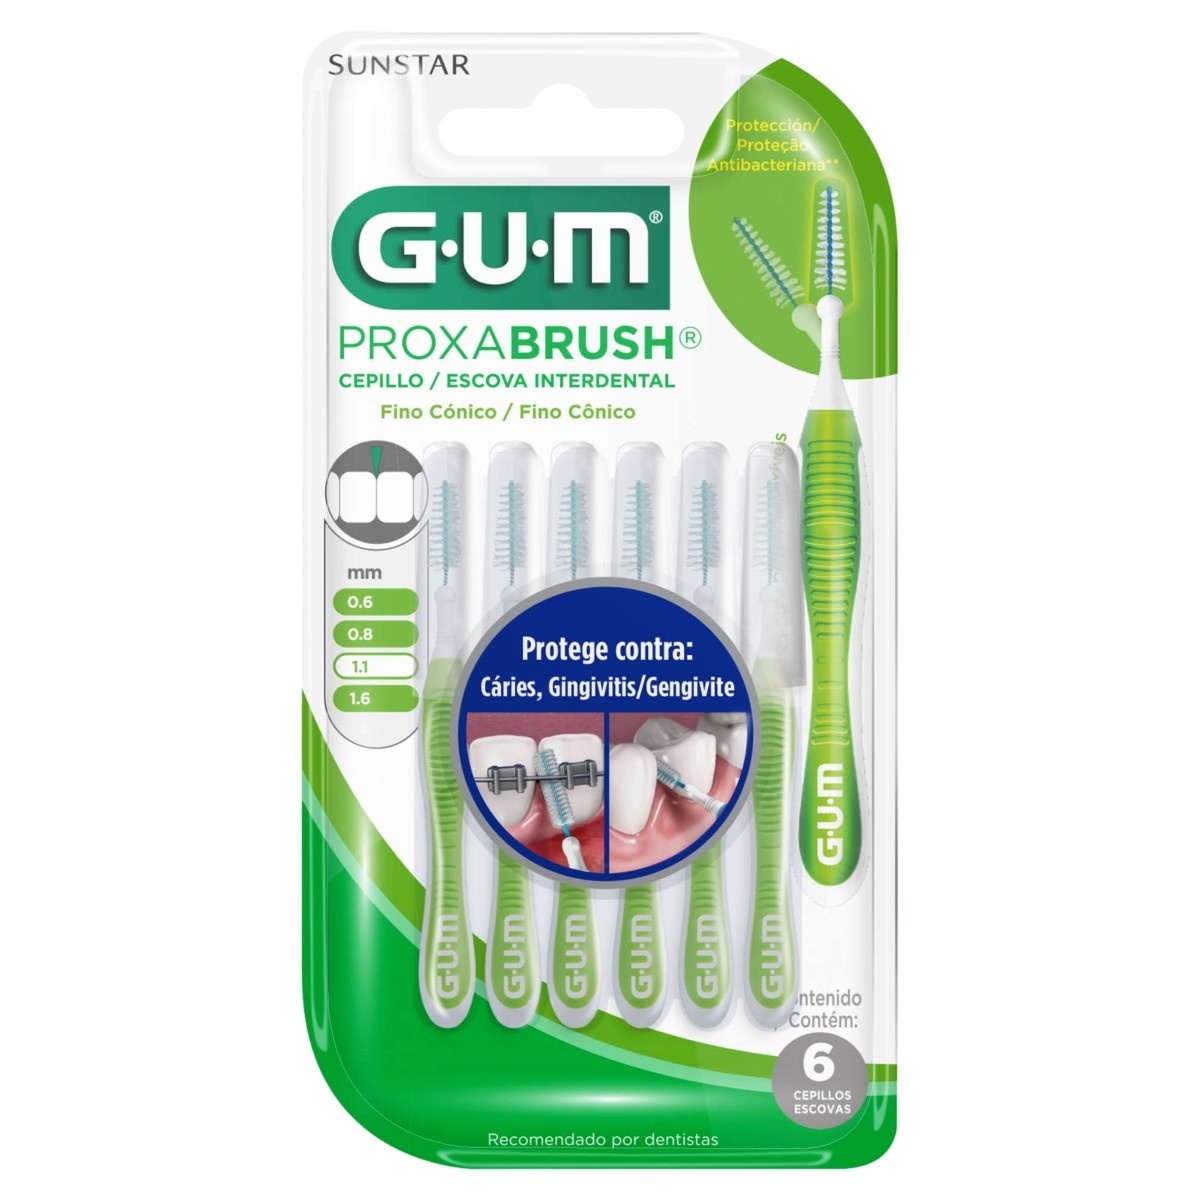 SUNSTAR
Protección/
Proteção
Antibacteriana**
G·U·M®
PROXABRUSH®
CEPILLO / ESCOVA INTERDENTAL
Fino Cónico / Fino Cônico
mm
0.6
0.8
1.1
1.6
Protege contra:
Cáries, Gingivitis/Gengivite
G·U·M
G·U·M
G·U·M
G·U·M
G·U·M
G·U·M
G·U·M
Contém:
6
CEPILLOS
ESCOVAS
Recomendado por dentistas